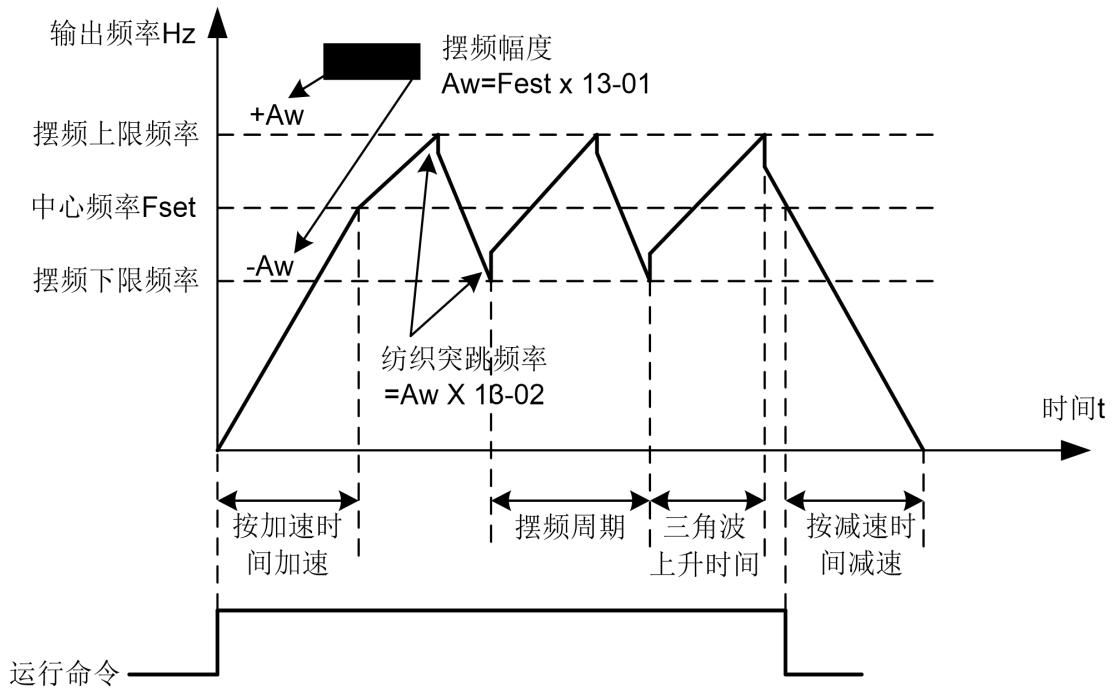 输出频率Hz
摆频幅度
Aw=Fest x 13-01
+Aw
摆频上限频率
中心频率Fset
-Aw
摆频下限频率
纺织突跳频率
=Aw X 13-02
时间t
按加速时
间加速
摆频周期
三角波
上升时间
按减速时
间减速
运行命令